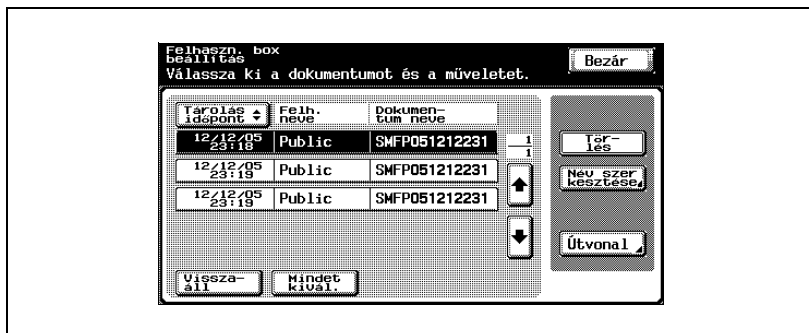 Felhaszn. box
beállítás
Válassza ki a dokumentumot és a műveletet.
Bezár
Tárolás időpont
Felh. neve
Dokumen-
tum neve
12/12/05 23:18 Public SMFP051212231
12/12/05 23:19 Public SMFP051212231
12/12/05 23:19 Public SMFP051212231
1
1
Tör-
lés
Név szer
kesztése
Útvonal
Vissza-
áll
Mindet
kivál.